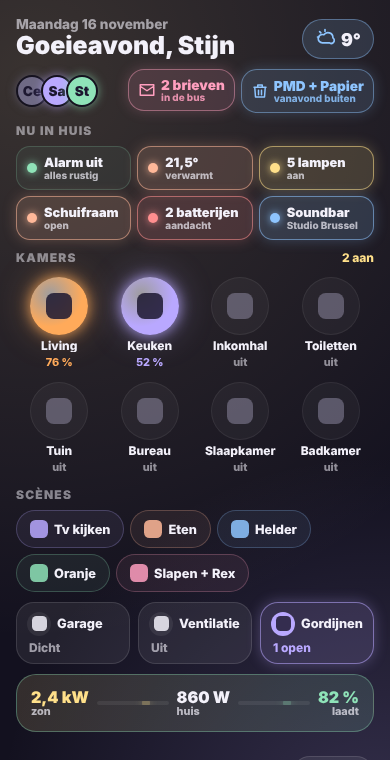 Maandag 16 november
Goeieavond, Stijn
9°
Ce Sa St
2 brieven
in de bus
PMD + Papier
vanavond buiten
NU IN HUIS
Alarm uit
alles rustig
21,5°
verwarmt
5 lampen
aan
Schuifraam
open
2 batterijen
aandacht
Soundbar
Studio Brussel
KAMERS
2 aan
Living
76 %
Keuken
52 %
Inkomhal
uit
Toiletten
uit
Tuin
uit
Bureau
uit
Slaapkamer
uit
Badkamer
uit
SCÈNES
Tv kijken
Eten
Helder
Oranje
Slapen + Rex
Garage
Dicht
Ventilatie
Uit
Gordijnen
1 open
2,4 kW
zon
860 W
huis
82 %
laadt